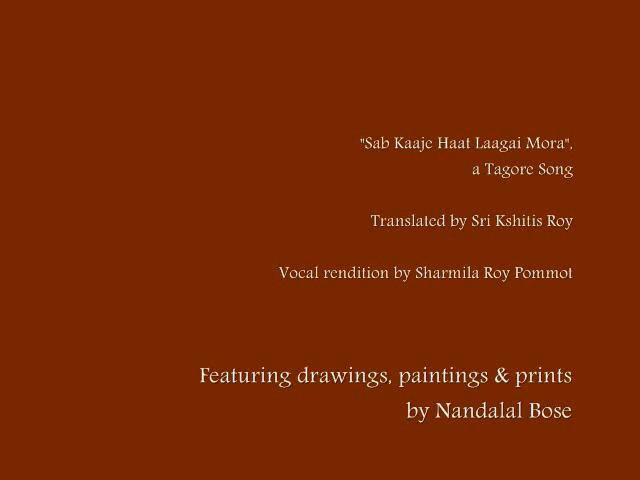 "Sab Kaaje Haat Laagai Mora",
a Tagore Song
Translated by Sri Kshitis Roy
Vocal rendition by Sharmila Roy Pommot
Featuring drawings, paintings & prints
by Nandalal Bose